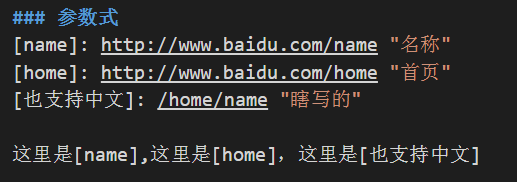 ### 参数式
[name]: http://www.baidu.com/name "名称"
[home]: http://www.baidu.com/home "首页"
[也支持中文]: /home/name "瞎写的"
这里是[name],这里是[home]，这里是[也支持中文]